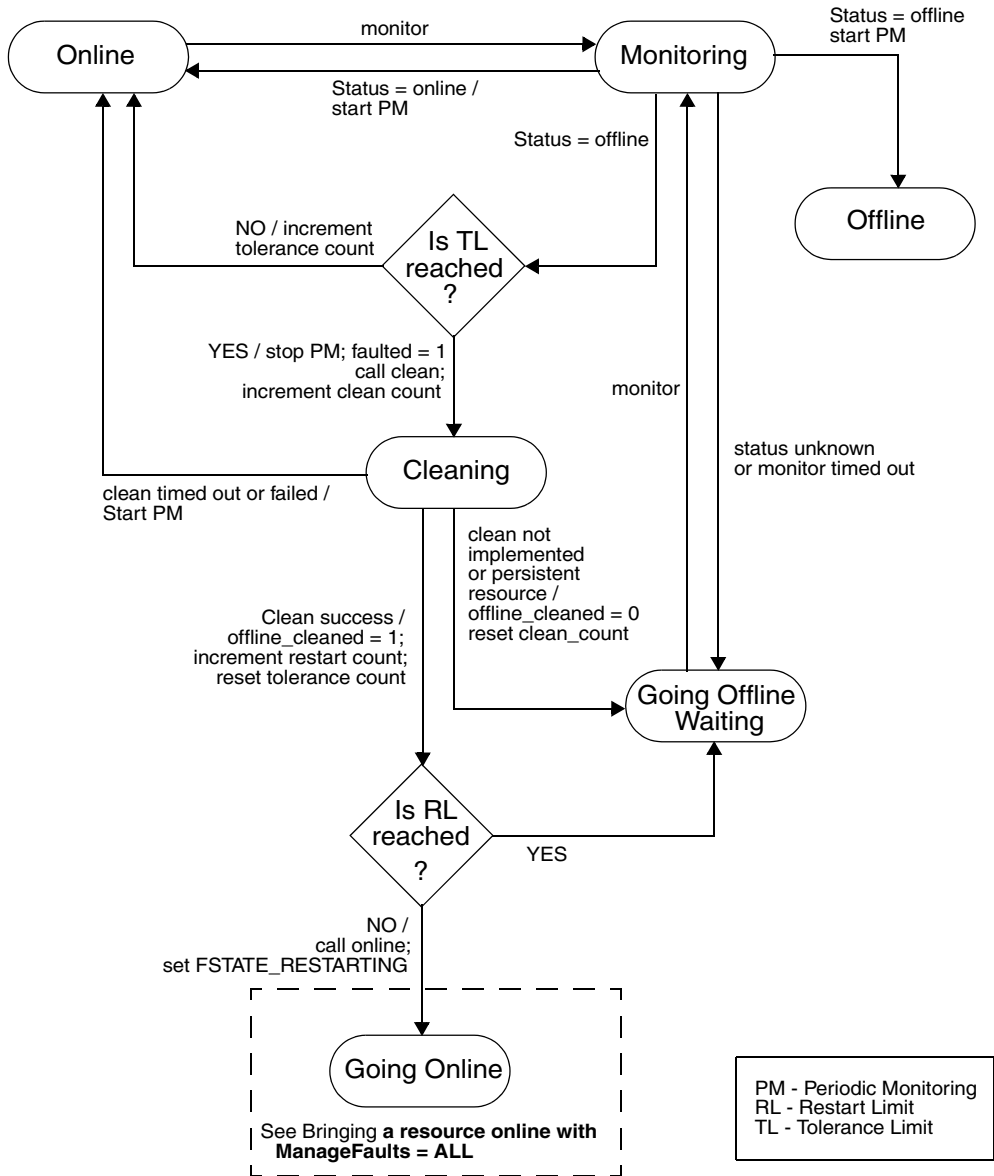 Online
monitor
Monitoring
Status = offline
start PM
Status = online /
start PM
Status = offline
Offline
NO / increment
tolerance count
Is TL
reached
?
YES / stop PM; faulted = 1
call clean;
increment clean count
monitor
status unknown
or monitor timed out
Cleaning
clean timed out or failed /
Start PM
clean not
implemented
or persistent
resource /
offline_cleaned = 0
reset clean_count
Clean success /
offline_cleaned = 1;
increment restart count;
reset tolerance count
Going Offline
Waiting
Is RL
reached
?
YES
NO /
call online;
set FSTATE_RESTARTING
Going Online
See Bringing a resource online with
ManageFaults = ALL
PM - Periodic Monitoring
RL - Restart Limit
TL - Tolerance Limit